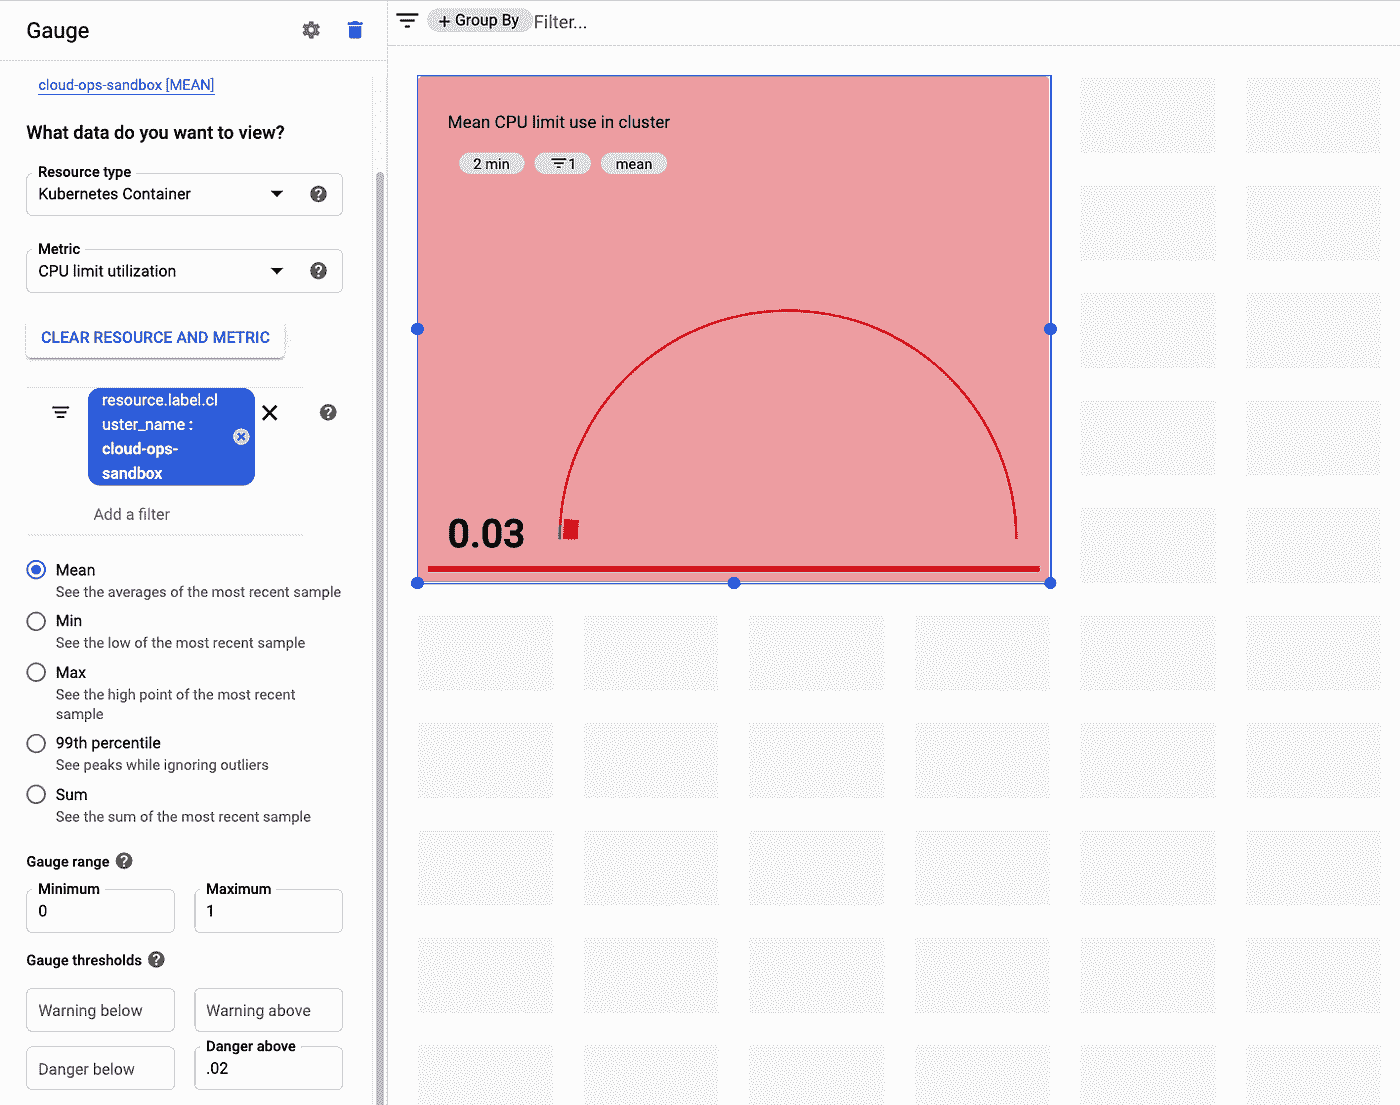 Gauge
cloud-ops-sandbox [MEAN]
What data do you want to view?
Resource type
Kubernetes Container
Metric
CPU limit utilization
CLEAR RESOURCE AND METRIC
resource.label.cl
uster_name :
cloud-ops-
sandbox
Add a filter
Mean
See the averages of the most recent sample
Min
See the low of the most recent sample
Max
See the high point of the most recent
sample
99th percentile
See peaks while ignoring outliers
Sum
See the sum of the most recent sample
Gauge range
Minimum
0
Maximum
1
Gauge thresholds
Warning below
Warning above
Danger below
Danger above
.02
+ Group By
Filter...
Mean CPU limit use in cluster
2 min
1
mean
0.03